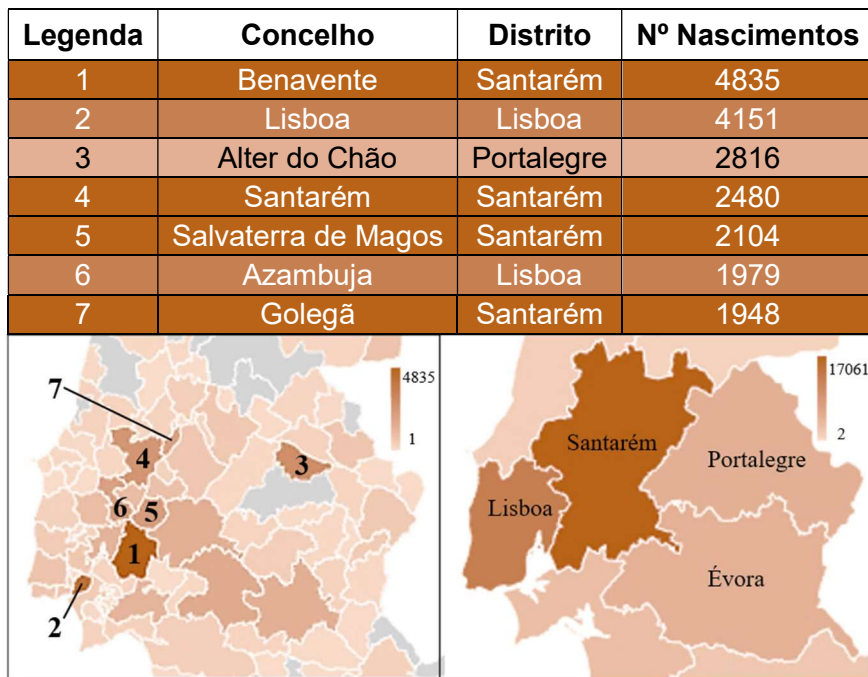 Legenda Concelho Distrito Nº Nascimentos
1 Benavente Santarém 4835
2 Lisboa Lisboa 4151
3 Alter do Chão Portalegre 2816
4 Santarém Santarém 2480
5 Salvaterra de Magos Santarém 2104
6 Azambuja Lisboa 1979
7 Golegã Santarém 1948
4835
1
7
4
3
6
5
1
2
17061
2
Santarém
Portalegre
Lisboa
Évora